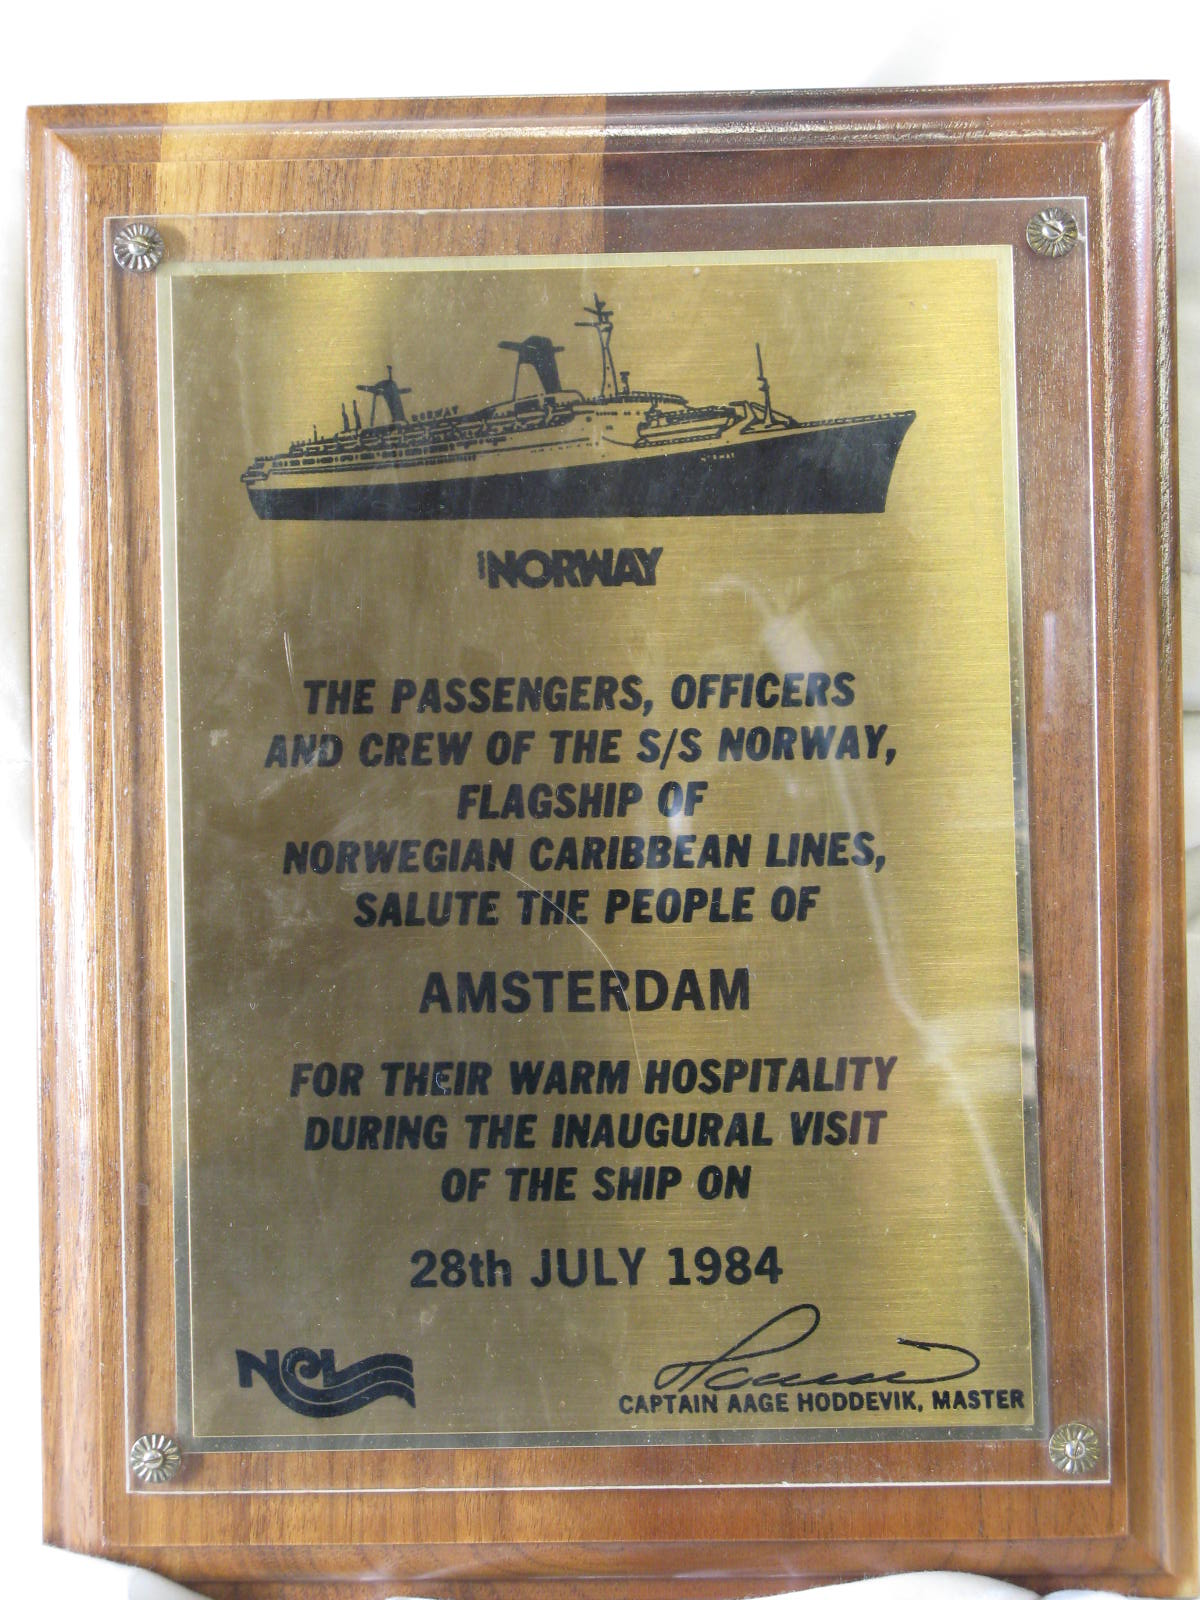 NORWAY
NORWAY
S/S NORWAY
THE PASSENGERS, OFFICERS
AND CREW OF THE S/S NORWAY,
FLAGSHIP OF
NORWEGIAN CARIBBEAN LINES,
SALUTE THE PEOPLE OF
AMSTERDAM
FOR THEIR WARM HOSPITALITY
DURING THE INAUGURAL VISIT
OF THE SHIP ON
28th JULY 1984
NCL
CAPTAIN AAGE HODDEVIK, MASTER